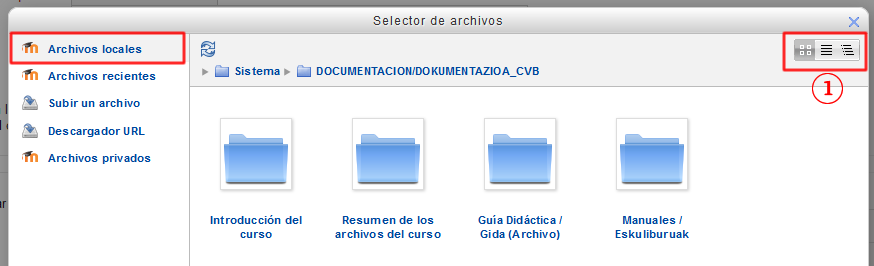 Selector de archivos
Archivos locales
Archivos recientes
Subir un archivo
Descargador URL
Archivos privados
Sistema DOCUMENTACION/DOKUMENTAZIOA_CVB
1
Introducción del
curso
Resumen de los
archivos del curso
Guía Didáctica /
Gida (Archivo)
Manuales /
Eskuliburuak